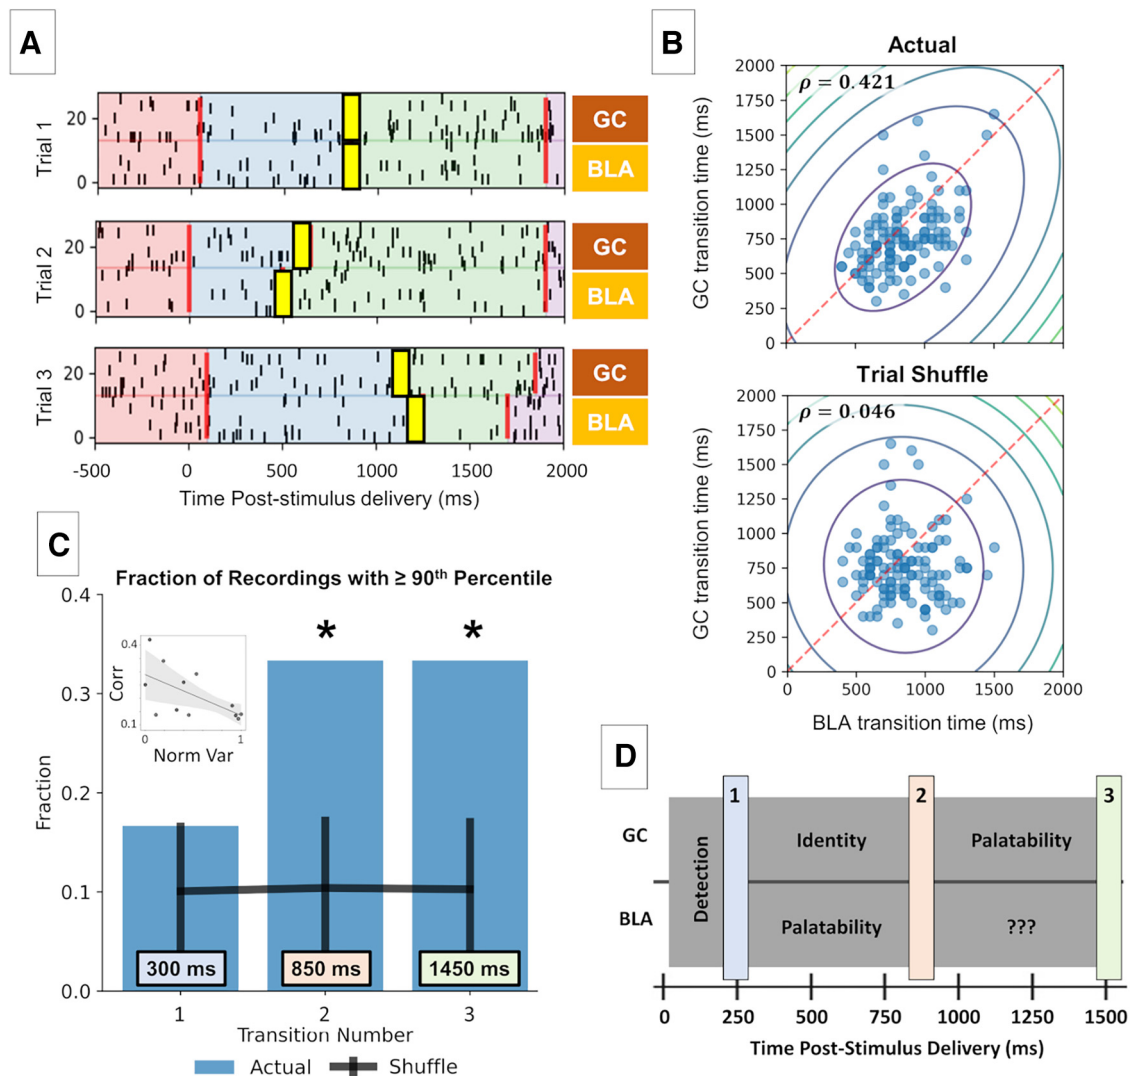 A
Trial 1
20
0
GC
BLA
Trial 2
20
0
GC
BLA
Trial 3
20
0
GC
BLA
-500
0
500
1000
1500
2000
Time Post-stimulus delivery (ms)
B
Actual
ρ = 0.421
GC transition time (ms)
2000
1750
1500
1250
1000
750
500
250
0
0
500
1000
1500
2000
Trial Shuffle
ρ = 0.046
GC transition time (ms)
2000
1750
1500
1250
1000
750
500
250
0
0
500
1000
1500
2000
BLA transition time (ms)
C
Fraction of Recordings with ≥ 90th Percentile
Fraction
0.4
0.3
0.2
0.1
0.0
* *
Corr
0.4
0.1
0
1
Norm Var
300 ms
850 ms
1450 ms
1
2
3
Transition Number
Actual
Shuffle
D
GC
BLA
Detection
1
Identity
Palatability
2
Palatability
???
3
0
250
500
750
1000
1250
1500
Time Post-Stimulus Delivery (ms)